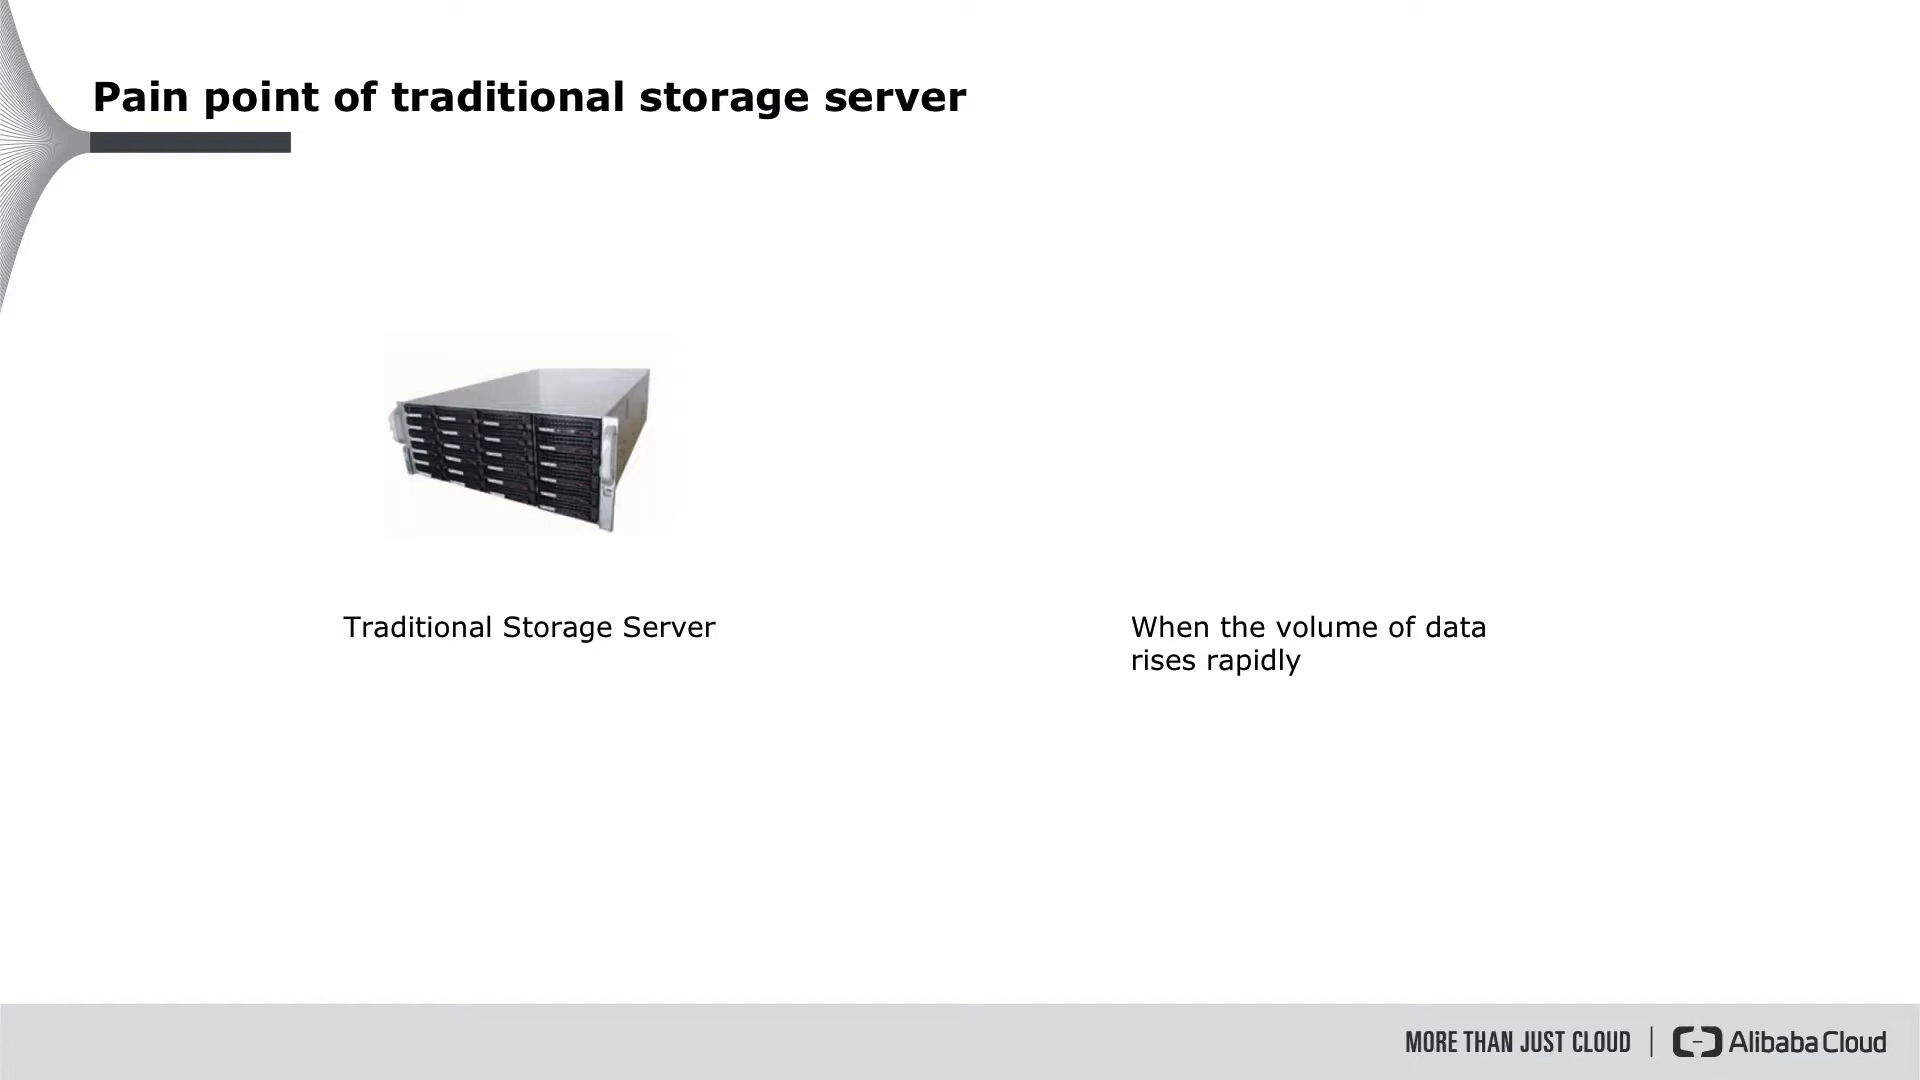 Pain point of traditional storage server
Traditional Storage Server
When the volume of data
rises rapidly
MORE THAN JUST CLOUD | Alibaba Cloud